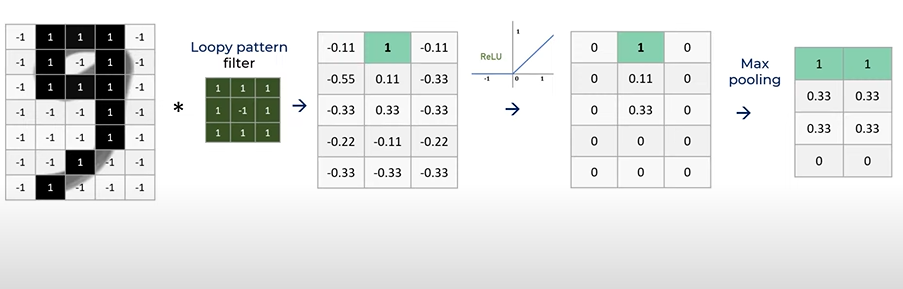 -1 1 1 1 -1
-1 1 -1 1 -1
-1 1 1 1 -1
-1 -1 -1 1 -1
-1 -1 -1 1 -1
-1 -1 1 -1 -1
-1 1 -1 -1 -1
*
Loopy pattern
filter
1 1 1
1 -1 1
1 1 1
-0.11 1 -0.11
-0.55 0.11 -0.33
-0.33 0.33 -0.33
-0.22 -0.11 -0.22
-0.33 -0.33 -0.33
1
ReLU
-1 0 1
0 1 0
0 0.11 0
0 0.33 0
0 0 0
0 0 0
Max
pooling
1 1
0.33 0.33
0.33 0.33
0 0